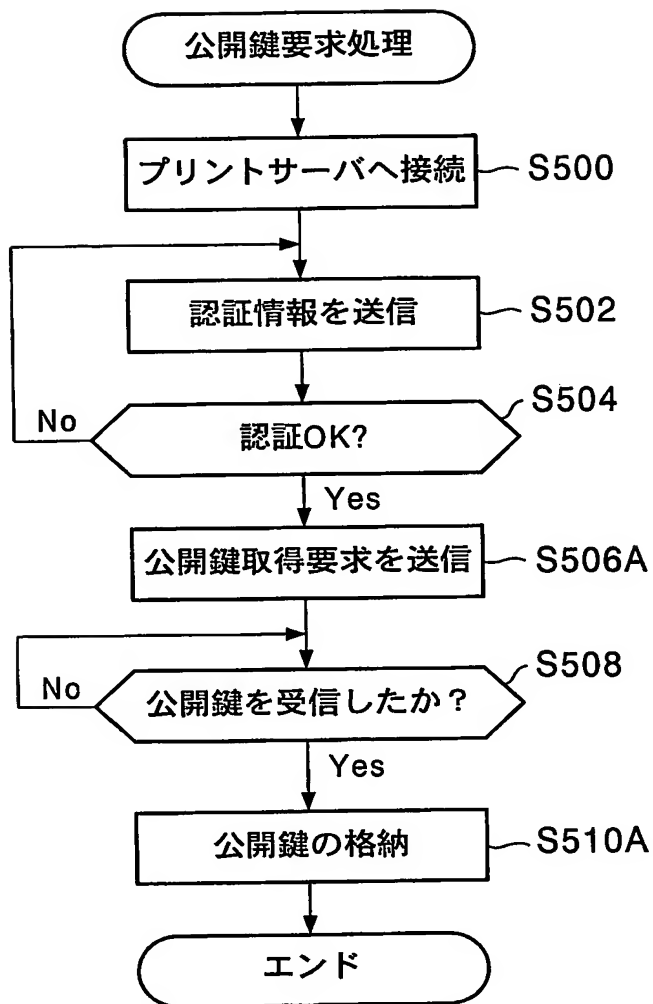 公開鍵要求処理
プリントサーバへ接続
S500
認証情報を送信
S502
S504
No
認証OK?
Yes
公開鍵取得要求を送信
S506A
S508
No
公開鍵を受信したか?
Yes
公開鍵の格納
S510A
エンド